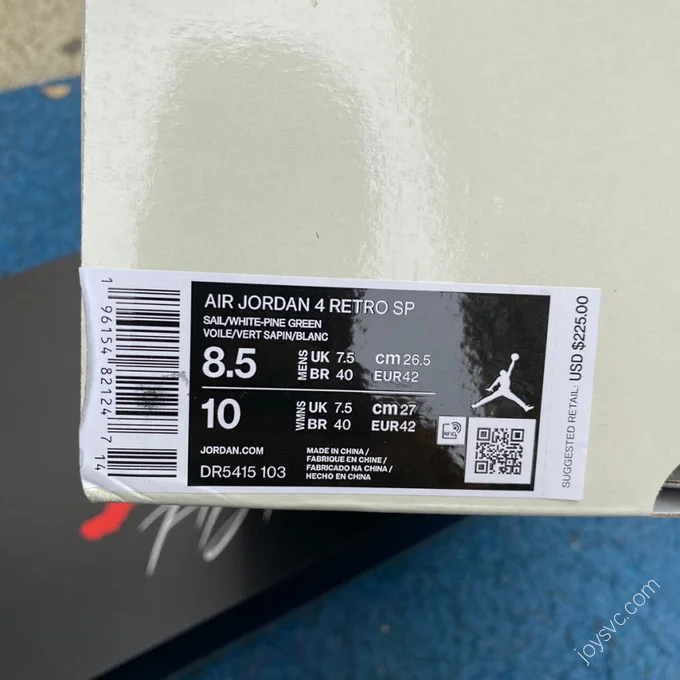 1 96154 82124 7 14
AIR JORDAN 4 RETRO SP
SAIL/WHITE-PINE GREEN
VOILE/VERT SAPIN/BLANC
8.5 MENS UK 7.5 cm 26.5
BR 40 EUR42
10 WMNS UK 7.5 cm 27
BR 40 EUR42
JORDAN.COM
DR5415 103
MADE IN CHINA/
FABRIQUE EN CHINE/
FABRICADO NA CHINA/
HECHO EN CHINA
RFID
SUGGESTED RETAIL: USD $225.00
joysvc.com